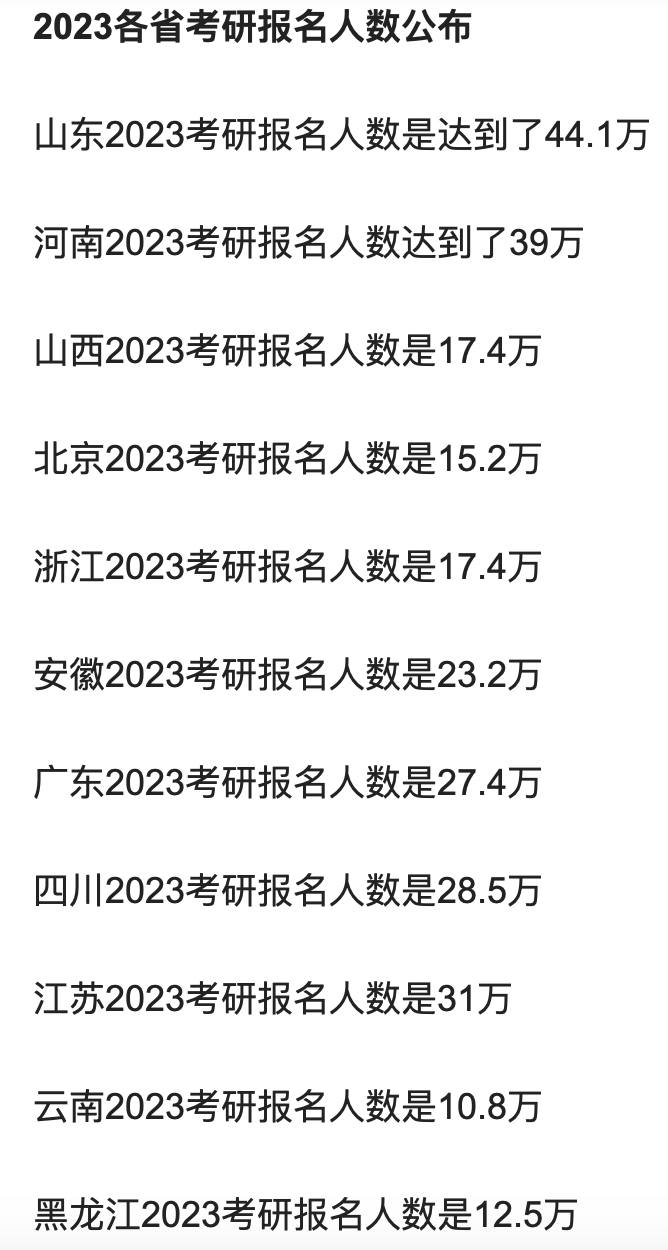 2023各省考研报名人数公布
山东2023考研报名人数是达到了44.1万
河南2023考研报名人数达到了39万
山西2023考研报名人数是17.4万
北京2023考研报名人数是15.2万
浙江2023考研报名人数是17.4万
安徽2023考研报名人数是23.2万
广东2023考研报名人数是27.4万
四川2023考研报名人数是28.5万
江苏2023考研报名人数是31万
云南2023考研报名人数是10.8万
黑龙江2023考研报名人数是12.5万